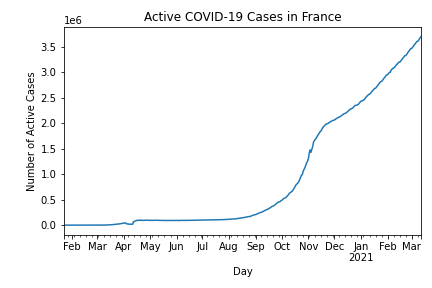 Active COVID-19 Cases in France
1e6
3.5
3.0
2.5
2.0
1.5
1.0
0.5
0.0
Number of Active Cases
Feb Mar Apr May Jun Jul Aug Sep Oct Nov Dec Jan Feb Mar
2021
Day